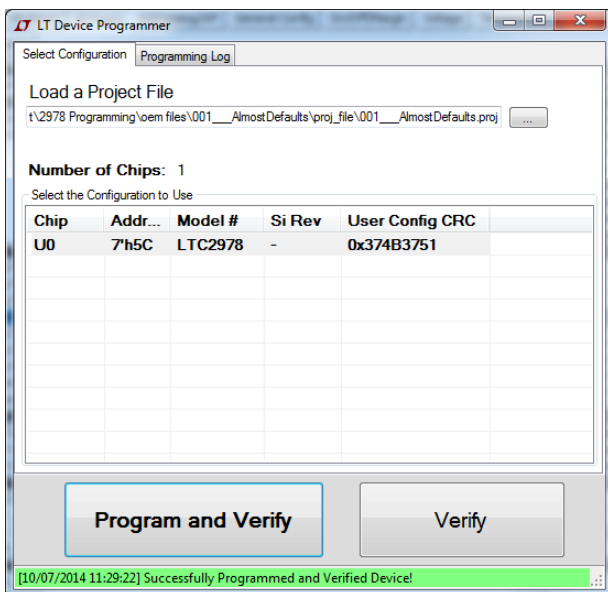 LT Device Programmer
Select Configuration Programming Log
Load a Project File
t\2978 Programming\oem files\001___AlmostDefaults\proj_file\001___AlmostDefaults.proj ...
Number of Chips: 1
Select the Configuration to Use
Chip Addr... Model # Si Rev User Config CRC
U0 7'h5C LTC2978 - 0x374B3751
Program and Verify Verify
[10/07/2014 11:29:22] Successfully Programmed and Verified Device!